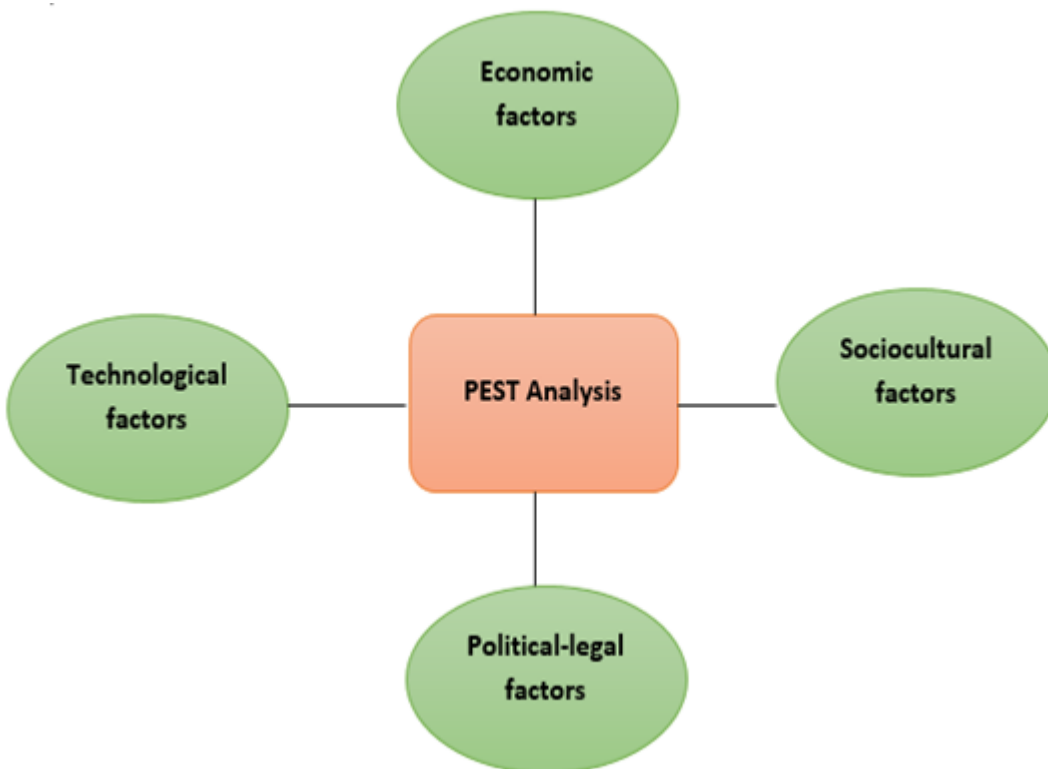 Economic
factors
Technological
factors
PEST Analysis
Sociocultural
factors
Political-legal
factors